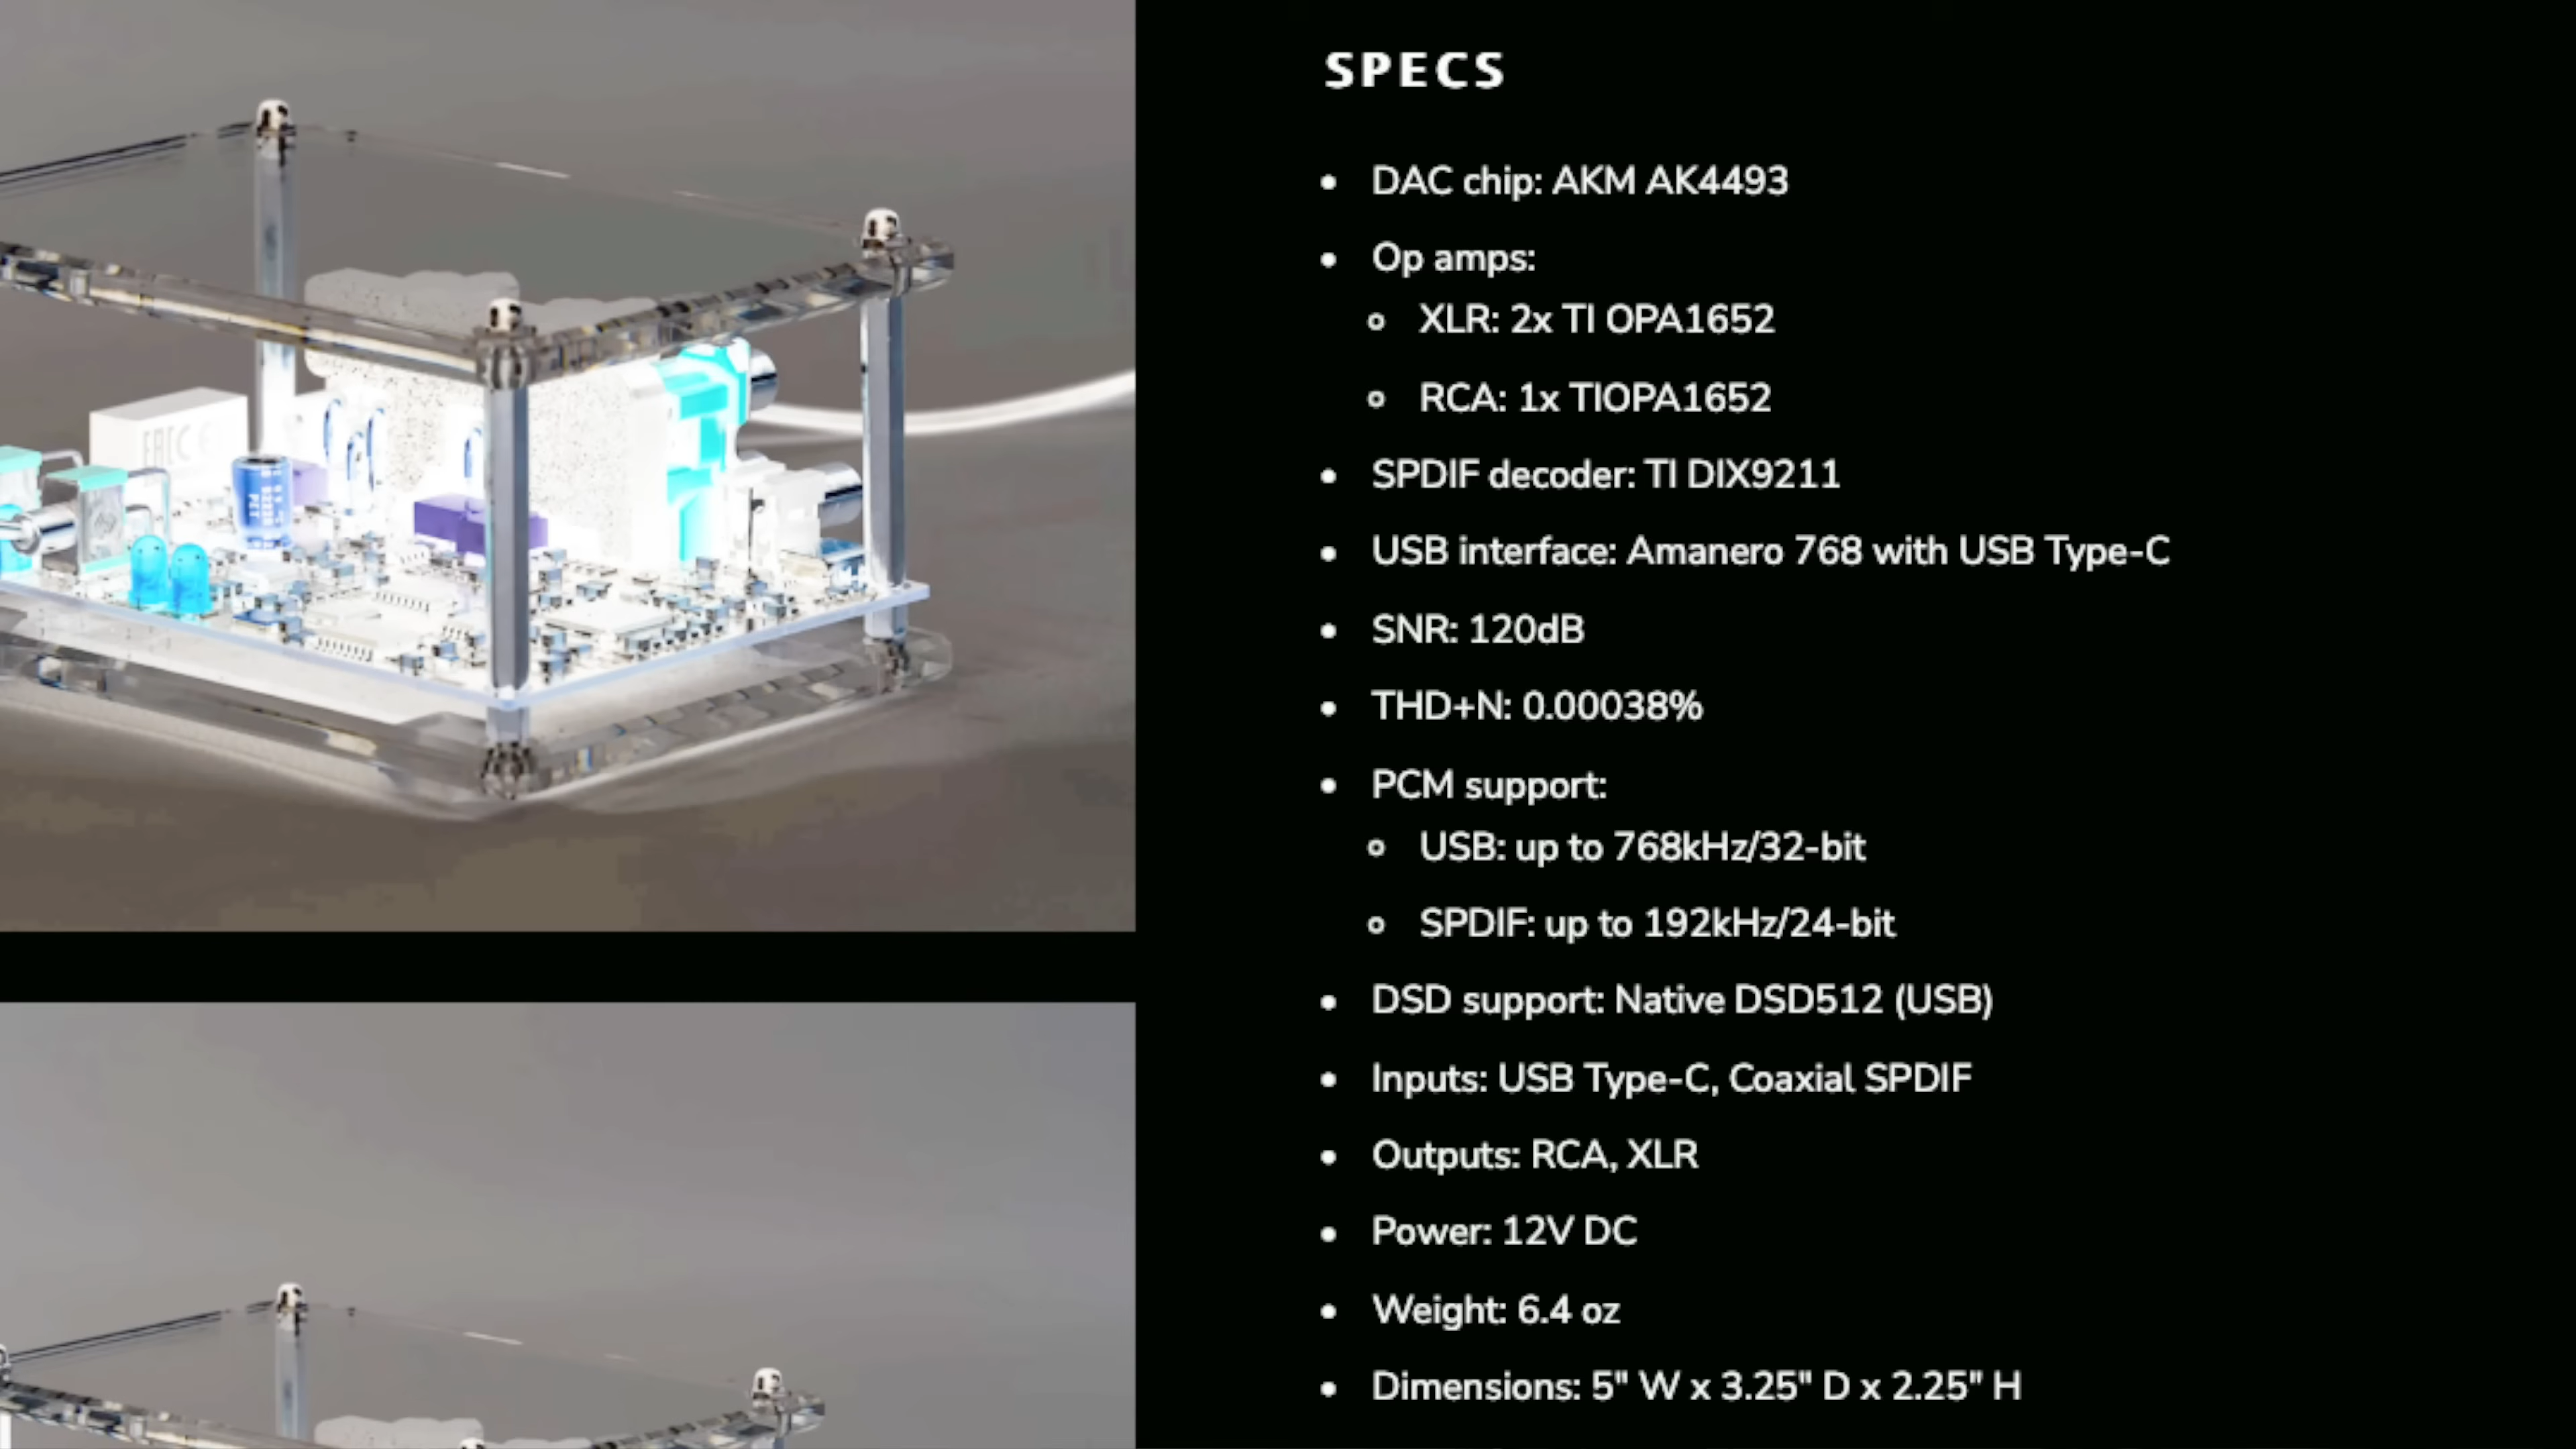 SPECS
DAC chip: AKM AK4493
Op amps:
XLR: 2x TI OPA1652
RCA: 1x TIOPA1652
SPDIF decoder: TI DIX9211
USB interface: Amanero 768 with USB Type-C
SNR: 120dB
THD+N: 0.00038%
PCM support:
USB: up to 768kHz/32-bit
SPDIF: up to 192kHz/24-bit
DSD support: Native DSD512 (USB)
Inputs: USB Type-C, Coaxial SPDIF
Outputs: RCA, XLR
Power: 12V DC
Weight: 6.4 oz
Dimensions: 5" W x 3.25" D x 2.25" H